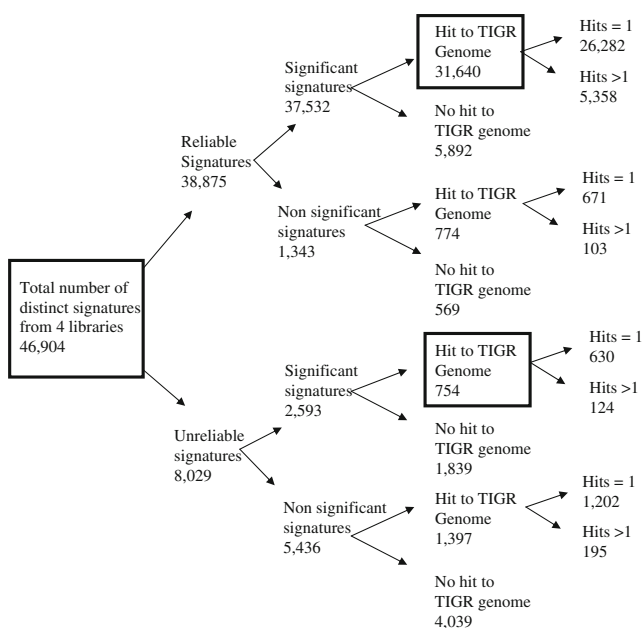 Total number of
distinct signatures
from 4 libraries
46,904
Reliable
Signatures
38,875
Significant
signatures
37,532
Hit to TIGR
Genome
31,640
Hits = 1
26,282
Hits >1
5,358
No hit to
TIGR genome
5,892
Non significant
signatures
1,343
Hit to TIGR
Genome
774
Hits = 1
671
Hits >1
103
No hit to
TIGR genome
569
Unreliable
signatures
8,029
Significant
signatures
2,593
Hit to TIGR
Genome
754
Hits = 1
630
Hits >1
124
No hit to
TIGR genome
1,839
Non significant
signatures
5,436
Hit to TIGR
Genome
1,397
Hits = 1
1,202
Hits >1
195
No hit to
TIGR genome
4,039